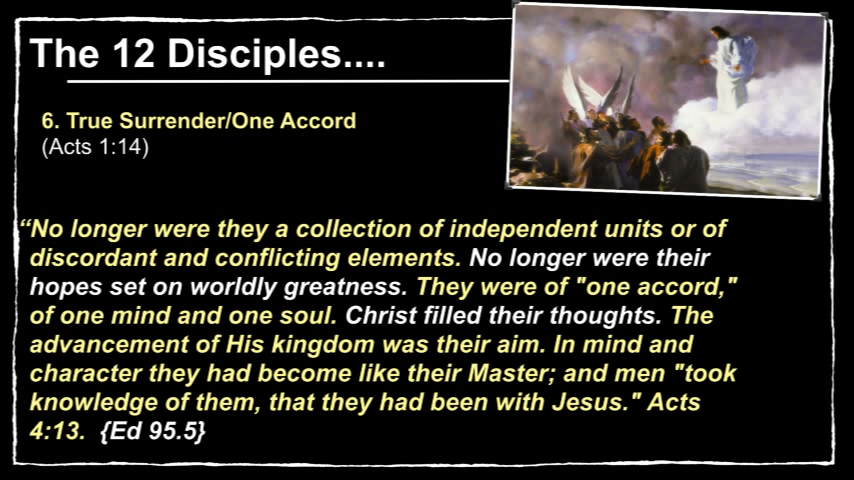 The 12 Disciples....
6. True Surrender/One Accord
(Acts 1:14)
“No longer were they a collection of independent units or of
discordant and conflicting elements. No longer were their
hopes set on worldly greatness. They were of "one accord,"
of one mind and one soul. Christ filled their thoughts. The
advancement of His kingdom was their aim. In mind and
character they had become like their Master; and men "took
knowledge of them, that they had been with Jesus." Acts
4:13.  {Ed 95.5}